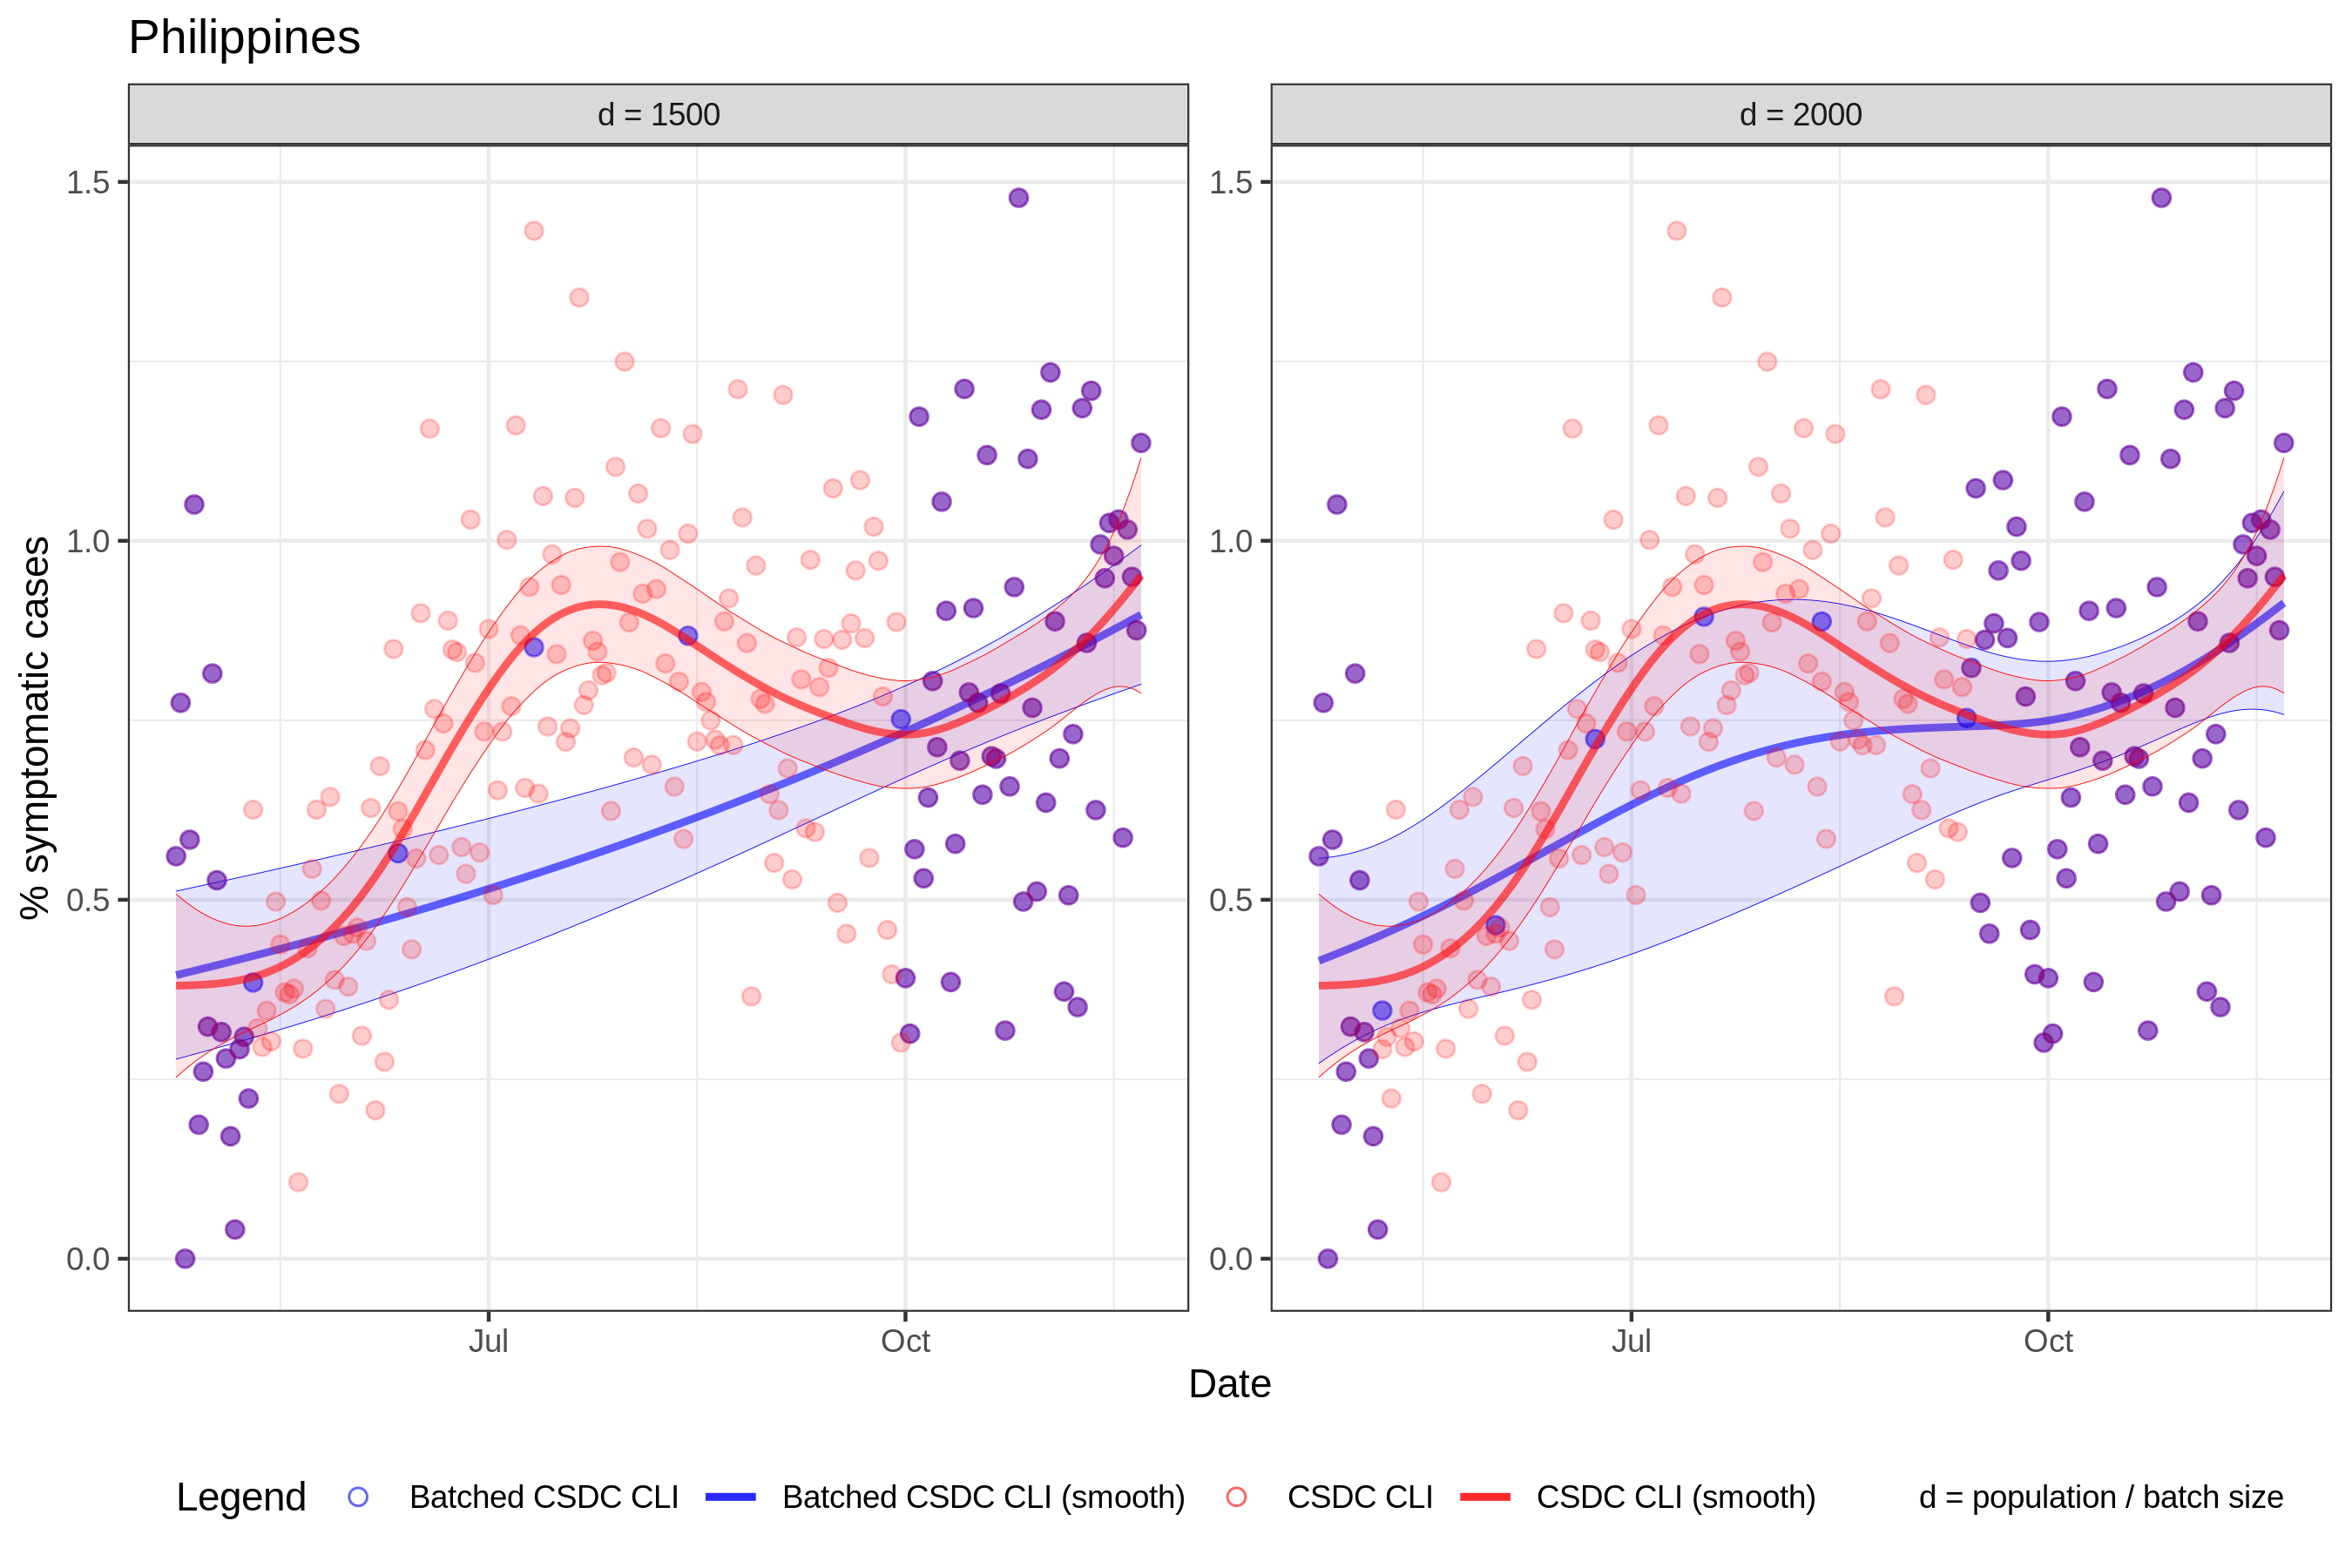 Philippines
d = 1500
d = 2000
% symptomatic cases
1.5
1.0
0.5
0.0
1.5
1.0
0.5
0.0
Jul
Oct
Jul
Oct
Date
Legend
Batched CSDC CLI
Batched CSDC CLI (smooth)
CSDC CLI
CSDC CLI (smooth)
d = population / batch size